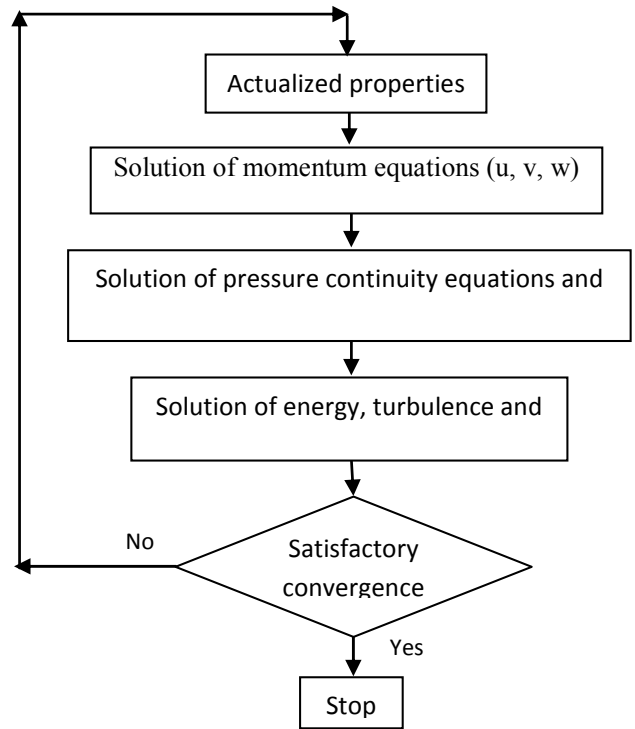 Actualized properties
Solution of momentum equations (u, v, w)
Solution of pressure continuity equations and
Solution of energy, turbulence and
No
Satisfactory
convergence
Yes
Stop